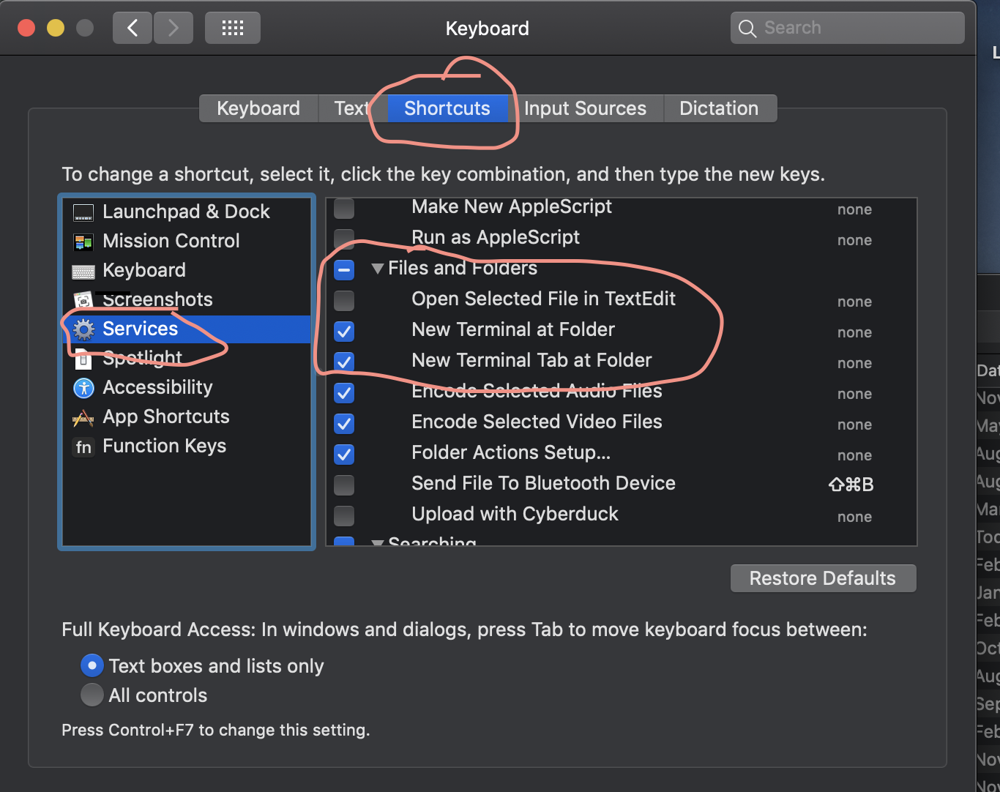 Keyboard
Search
L
Keyboard Text Shortcuts Input Sources Dictation
To change a shortcut, select it, click the key combination, and then type the new keys.
Launchpad & Dock
Mission Control
Keyboard
Screenshots
Services
Spotlight
Accessibility
App Shortcuts
fn Function Keys
Make New AppleScript none
Run as AppleScript none
Files and Folders
Open Selected File in TextEdit none
New Terminal at Folder none
New Terminal Tab at Folder none
Encode Selected Audio Files none
Encode Selected Video Files none
Folder Actions Setup... none
Send File To Bluetooth Device ⇧⌘B
Upload with Cyberduck none
Searching
Restore Defaults
Full Keyboard Access: In windows and dialogs, press Tab to move keyboard focus between:
Text boxes and lists only
All controls
Press Control+F7 to change this setting.
Dat
Nov
May
Aug
Aug
Mar
Tod
Feb
Jan
Feb
Oct
Aug
Sep
Feb
Nov
Nov